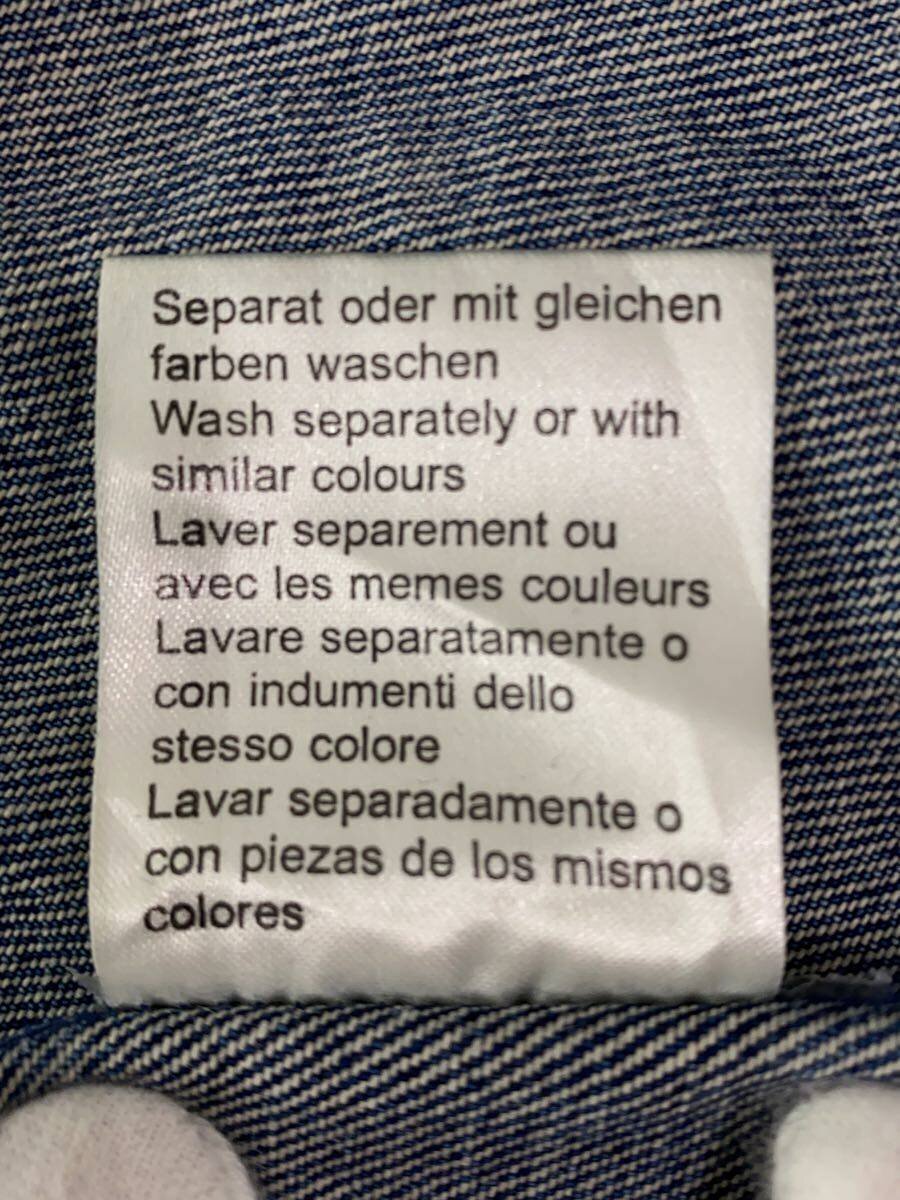 Separat oder mit gleichen
farben waschen
Wash separately or with
similar colours
Laver separement ou
avec les memes couleurs
Lavare separatamente o
con indumenti dello
stesso colore
Lavar separadamente o
con piezas de los mismos
colores